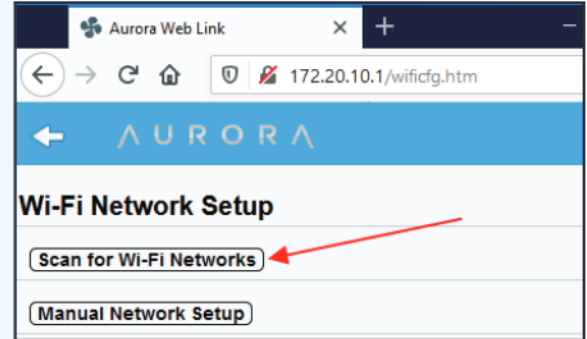 Aurora Web Link
172.20.10.1/wificfg.htm
AURORA
Wi-Fi Network Setup
Scan for Wi-Fi Networks
Manual Network Setup